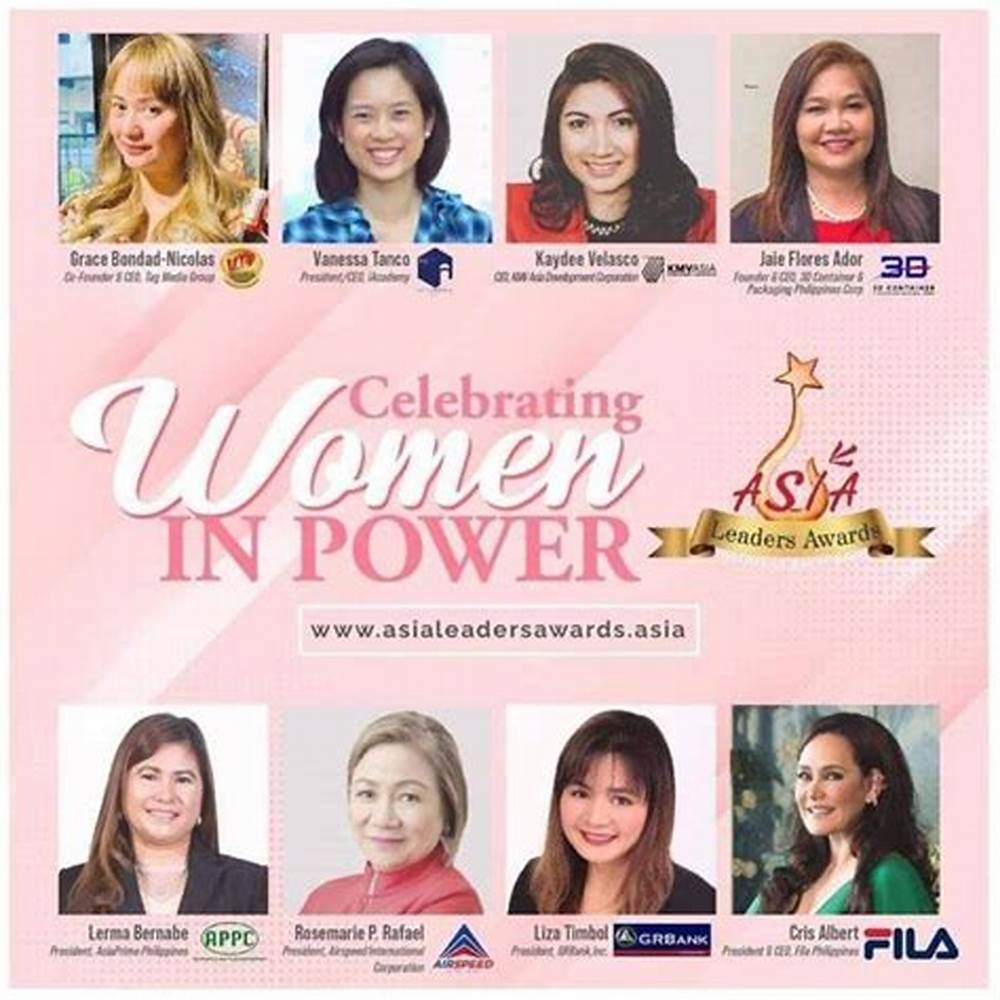 Grace Bondad-Nicolas
Co-Founder & CEO, Tag Media Group
Vanessa Tanco
President/CEO, iAcademy
Kaydee Velasco
CEO, KMV Asia Development Corporation
KMVASIA
Jaie Flores Ador
Founder & CEO, 3D Container &
Packaging Philippines Corp
3D
3D CONTAINER
Celebrating
Women
IN POWER
ASIA
Leaders Awards
www.asialeadersawards.asia
Lerma Bernabe
President, AsiaPrime Philippines
APPC
Rosemarie P. Rafael
President, Airspeed International
Corporation
AIRSPEED
Liza Timbol
President, GRBank, Inc.
GRBANK
Cris Albert
President & CEO, Fila Philippines
FILA